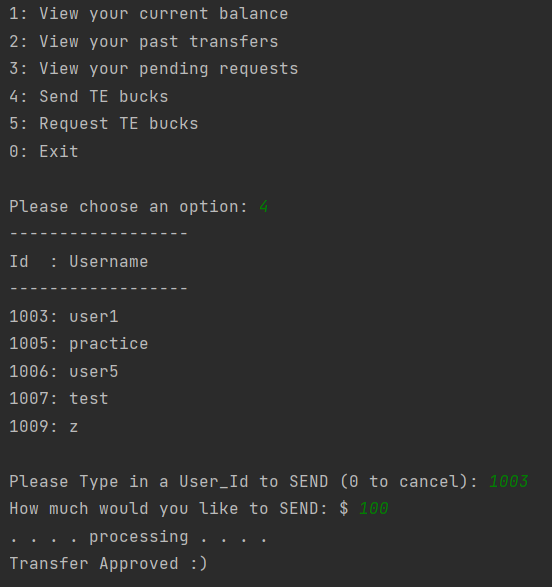 1: View your current balance
2: View your past transfers
3: View your pending requests
4: Send TE bucks
5: Request TE bucks
0: Exit
Please choose an option: 4
------------------
Id  : Username
------------------
1003: user1
1005: practice
1006: user5
1007: test
1009: z
Please Type in a User_Id to SEND (0 to cancel): 1003
How much would you like to SEND: $ 100
. . . . processing . . . .
Transfer Approved :)